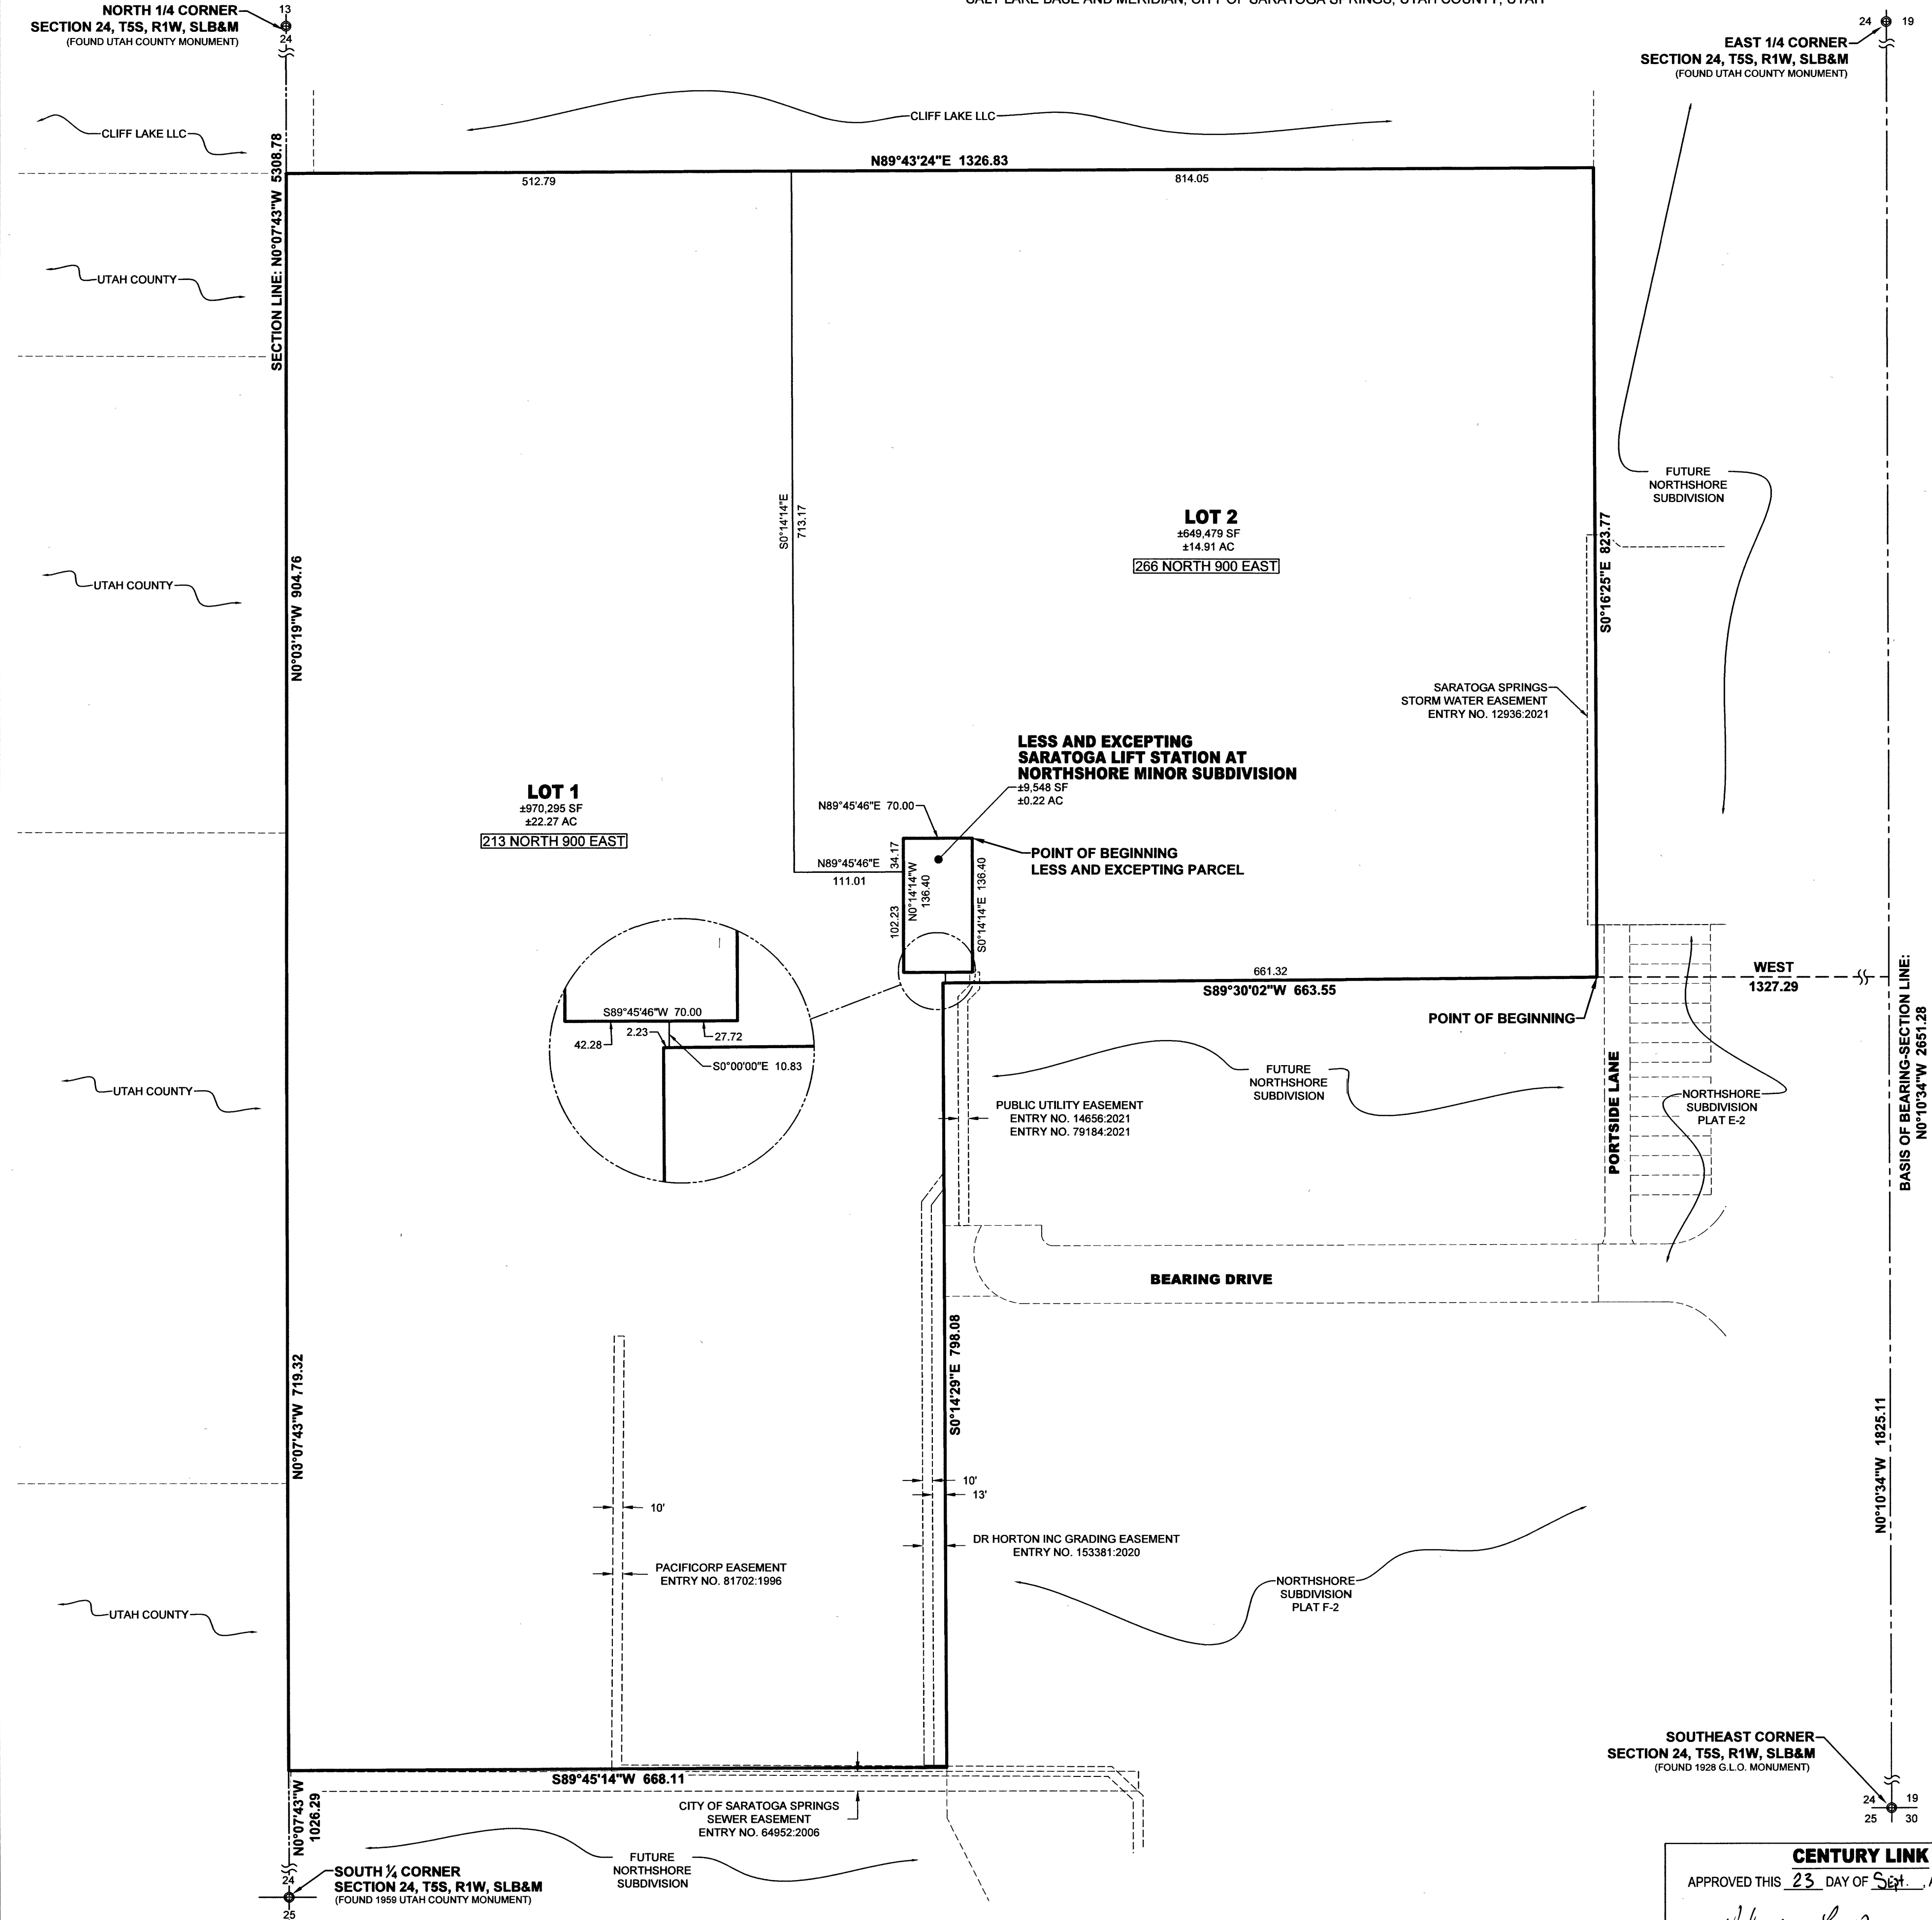 SALT LAKE BASE AND MERIDIAN, CITY OF SARATOGA SPRINGS, UTAH COUNTY, UTAH
13
NORTH 1/4 CORNER
SECTION 24, T5S, R1W, SLB&M
(FOUND UTAH COUNTY MONUMENT)
24
24 19
EAST 1/4 CORNER
SECTION 24, T5S, R1W, SLB&M
(FOUND UTAH COUNTY MONUMENT)
CLIFF LAKE LLC
CLIFF LAKE LLC
SECTION LINE: N0°07'43"W 5308.78
N89°43'24"E 1326.83
512.79
814.05
UTAH COUNTY
FUTURE
NORTHSHORE
SUBDIVISION
S0°14'14"E
713.17
LOT 2
±649,479 SF
±14.91 AC
266 NORTH 900 EAST
S0°16'25"E 823.77
UTAH COUNTY
N0°03'19"W 904.76
SARATOGA SPRINGS
STORM WATER EASEMENT
ENTRY NO. 12936:2021
LESS AND EXCEPTING
SARATOGA LIFT STATION AT
NORTHSHORE MINOR SUBDIVISION
±9,548 SF
±0.22 AC
LOT 1
±970,295 SF
±22.27 AC
213 NORTH 900 EAST
N89°45'46"E 70.00
POINT OF BEGINNING
LESS AND EXCEPTING PARCEL
N89°45'46"E
111.01
34.17
102.23
N0°14'14"W
136.40
S0°14'14"E 136.40
661.32
S89°30'02"W 663.55
WEST
1327.29
POINT OF BEGINNING
BASIS OF BEARING-SECTION LINE:
N0°10'34"W 2651.28
S89°45'46"W 70.00
42.28
2.23
27.72
S0°00'00"E 10.83
UTAH COUNTY
FUTURE
NORTHSHORE
SUBDIVISION
PUBLIC UTILITY EASEMENT
ENTRY NO. 14656:2021
ENTRY NO. 79184:2021
PORTSIDE LANE
NORTHSHORE
SUBDIVISION
PLAT E-2
BEARING DRIVE
N0°07'43"W 719.32
S0°14'29"E 798.08
N0°10'34"W 1825.11
10'
13'
10'
DR HORTON INC GRADING EASEMENT
ENTRY NO. 153381:2020
PACIFICORP EASEMENT
ENTRY NO. 81702:1996
NORTHSHORE
SUBDIVISION
PLAT F-2
UTAH COUNTY
SOUTHEAST CORNER
SECTION 24, T5S, R1W, SLB&M
(FOUND 1928 G.L.O. MONUMENT)
24 19
25 30
S89°45'14"W 668.11
N0°07'43"W
1026.29
CITY OF SARATOGA SPRINGS
SEWER EASEMENT
ENTRY NO. 64952:2006
FUTURE
NORTHSHORE
SUBDIVISION
24
SOUTH ¼ CORNER
SECTION 24, T5S, R1W, SLB&M
(FOUND 1959 UTAH COUNTY MONUMENT)
25
CENTURY LINK
APPROVED THIS 23 DAY OF Sept. , A